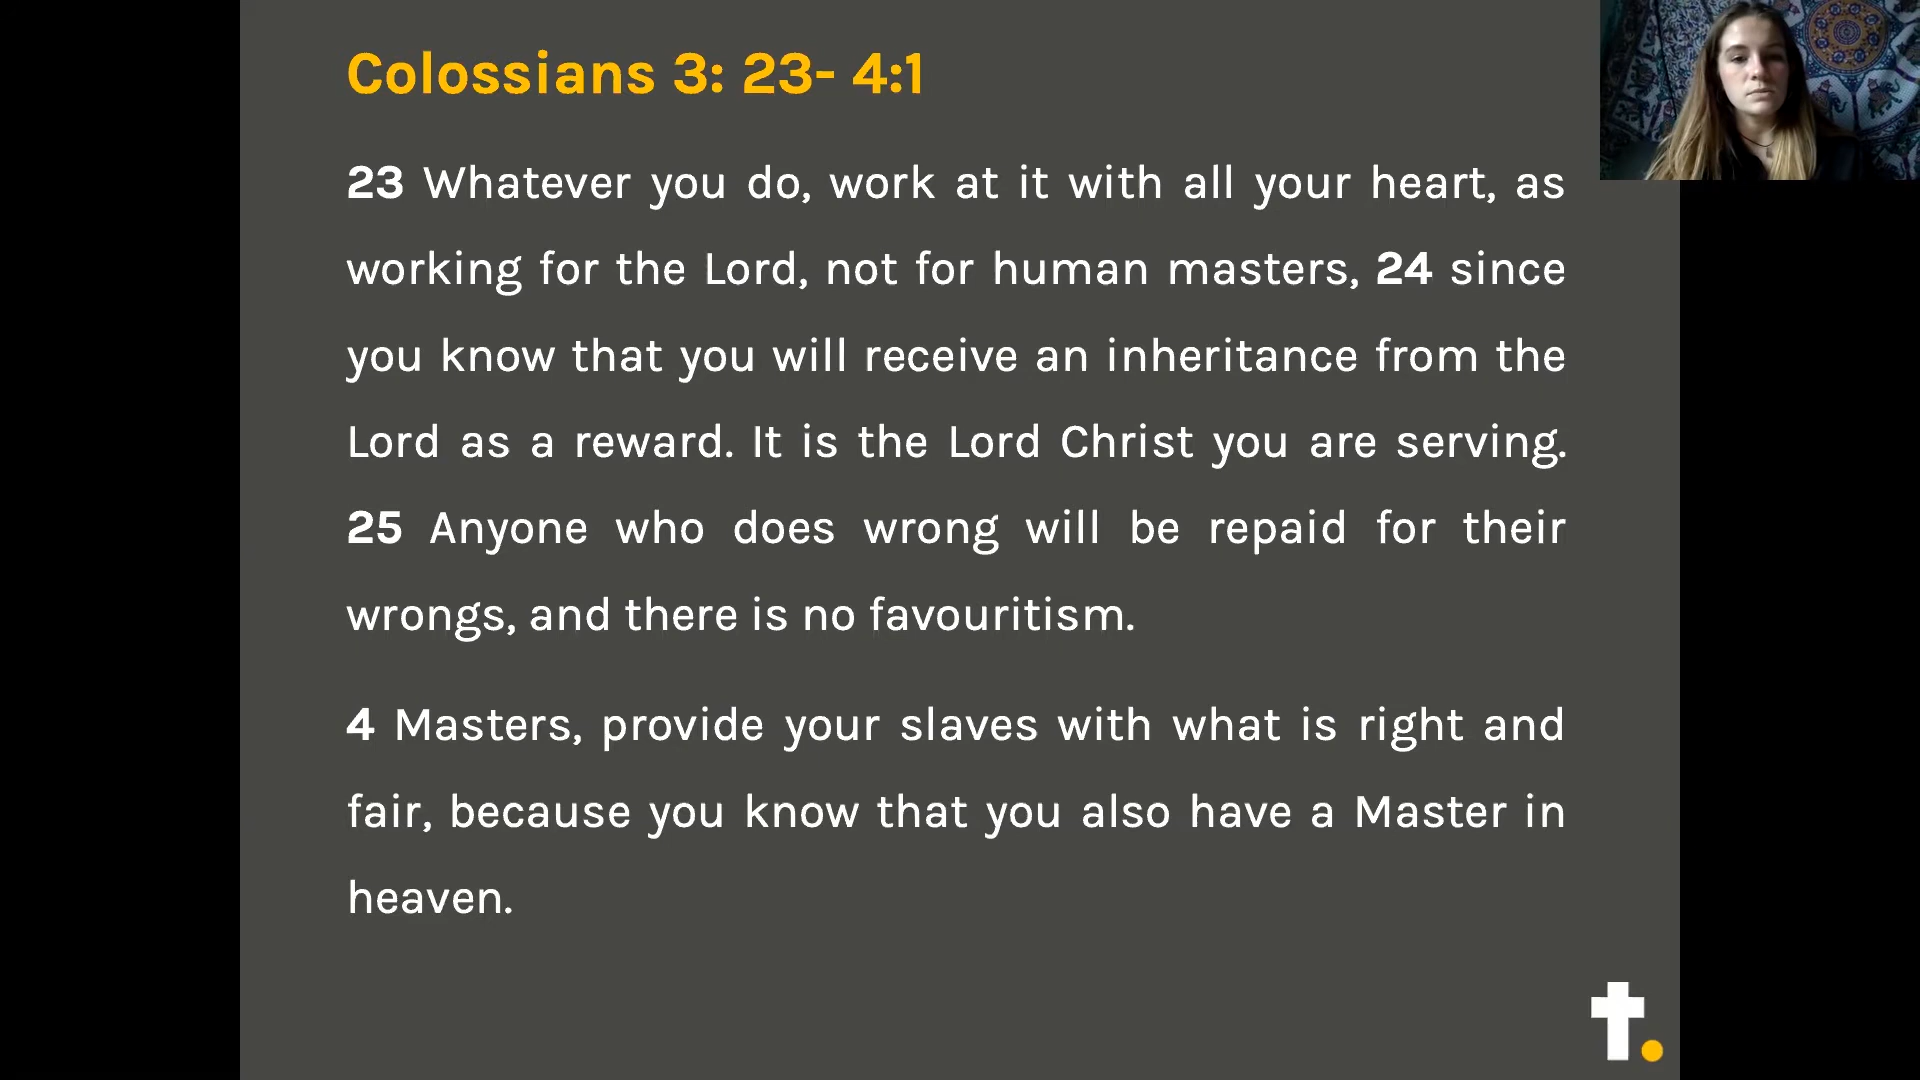 Colossians 3: 23- 4:1
23 Whatever you do, work at it with all your heart, as
working for the Lord, not for human masters, 24 since
you know that you will receive an inheritance from the
Lord as a reward. It is the Lord Christ you are serving.
25 Anyone who does wrong will be repaid for their
wrongs, and there is no favouritism.
4 Masters, provide your slaves with what is right and
fair, because you know that you also have a Master in
heaven.
t.